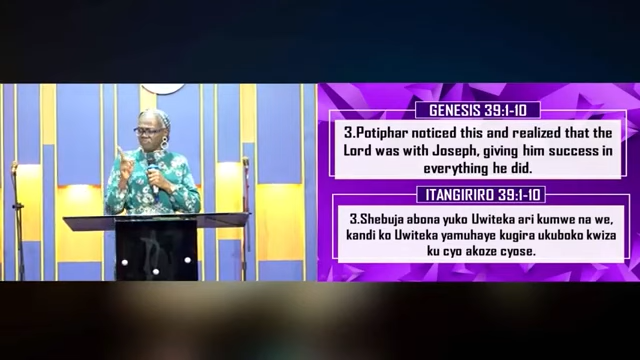 GENESIS 39:1-10
3.Potiphar noticed this and realized that the
Lord was with Joseph, giving him success in
everything he did.
ITANGIRIRO 39:1-10
3.Shebuja abona yuko Uwiteka ari kumwe na we,
kandi ko Uwiteka yamuhaye kugira ukuboko kwiza
ku cyo akoze cyose.